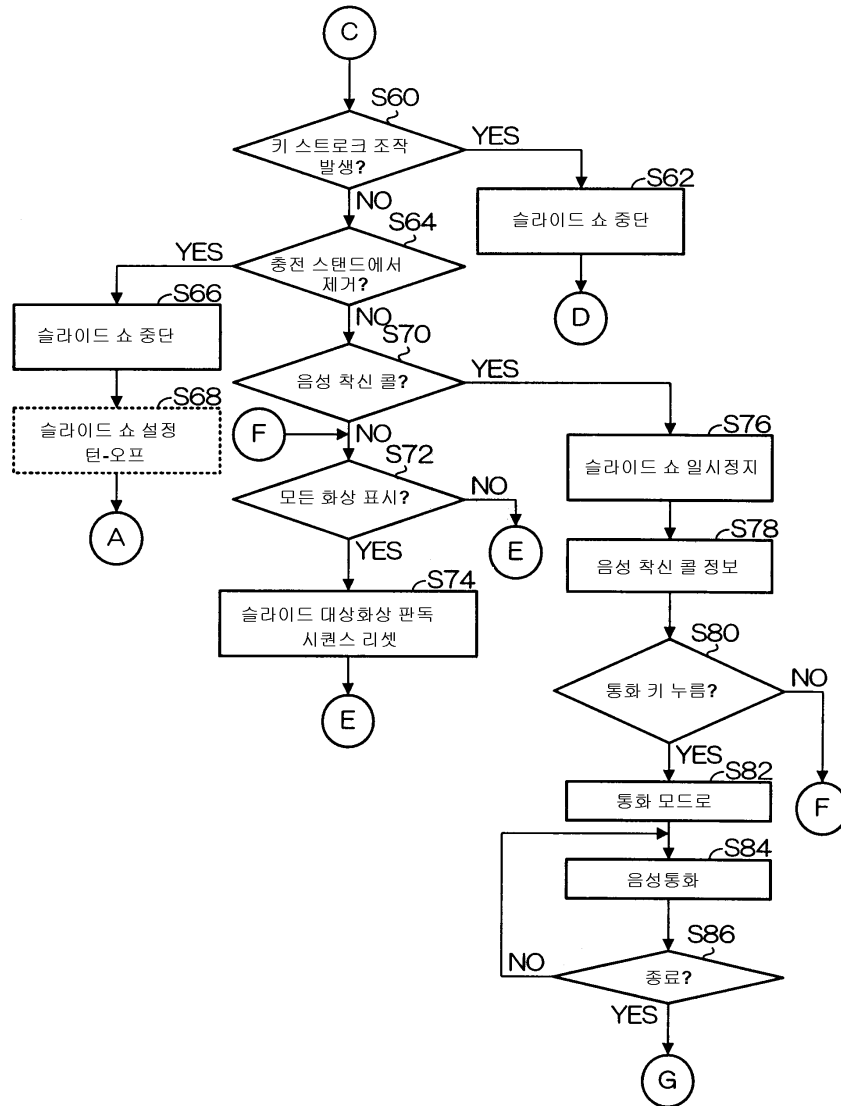 C
S60
키 스트로크 조작
발생?
YES
NO
S62
슬라이드 쇼 중단
D
S64
충전 스탠드에서
제거?
YES
NO
S66
슬라이드 쇼 중단
S68
슬라이드 쇼 설정
턴-오프
A
S70
음성 착신 콜?
YES
NO
F
S72
모든 화상 표시?
NO
E
YES
S74
슬라이드 대상화상 판독
시퀀스 리셋
E
S76
슬라이드 쇼 일시정지
S78
음성 착신 콜 정보
S80
통화 키 누름?
NO
F
YES
S82
통화 모드로
S84
음성통화
S86
종료?
NO
YES
G